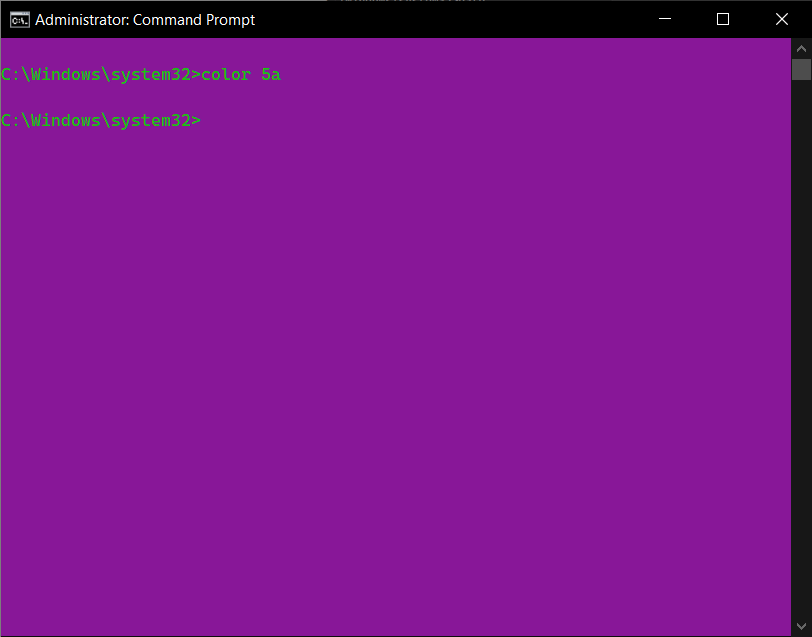 Administrator: Command Prompt
C:\Windows\system32>color 5a
C:\Windows\system32>